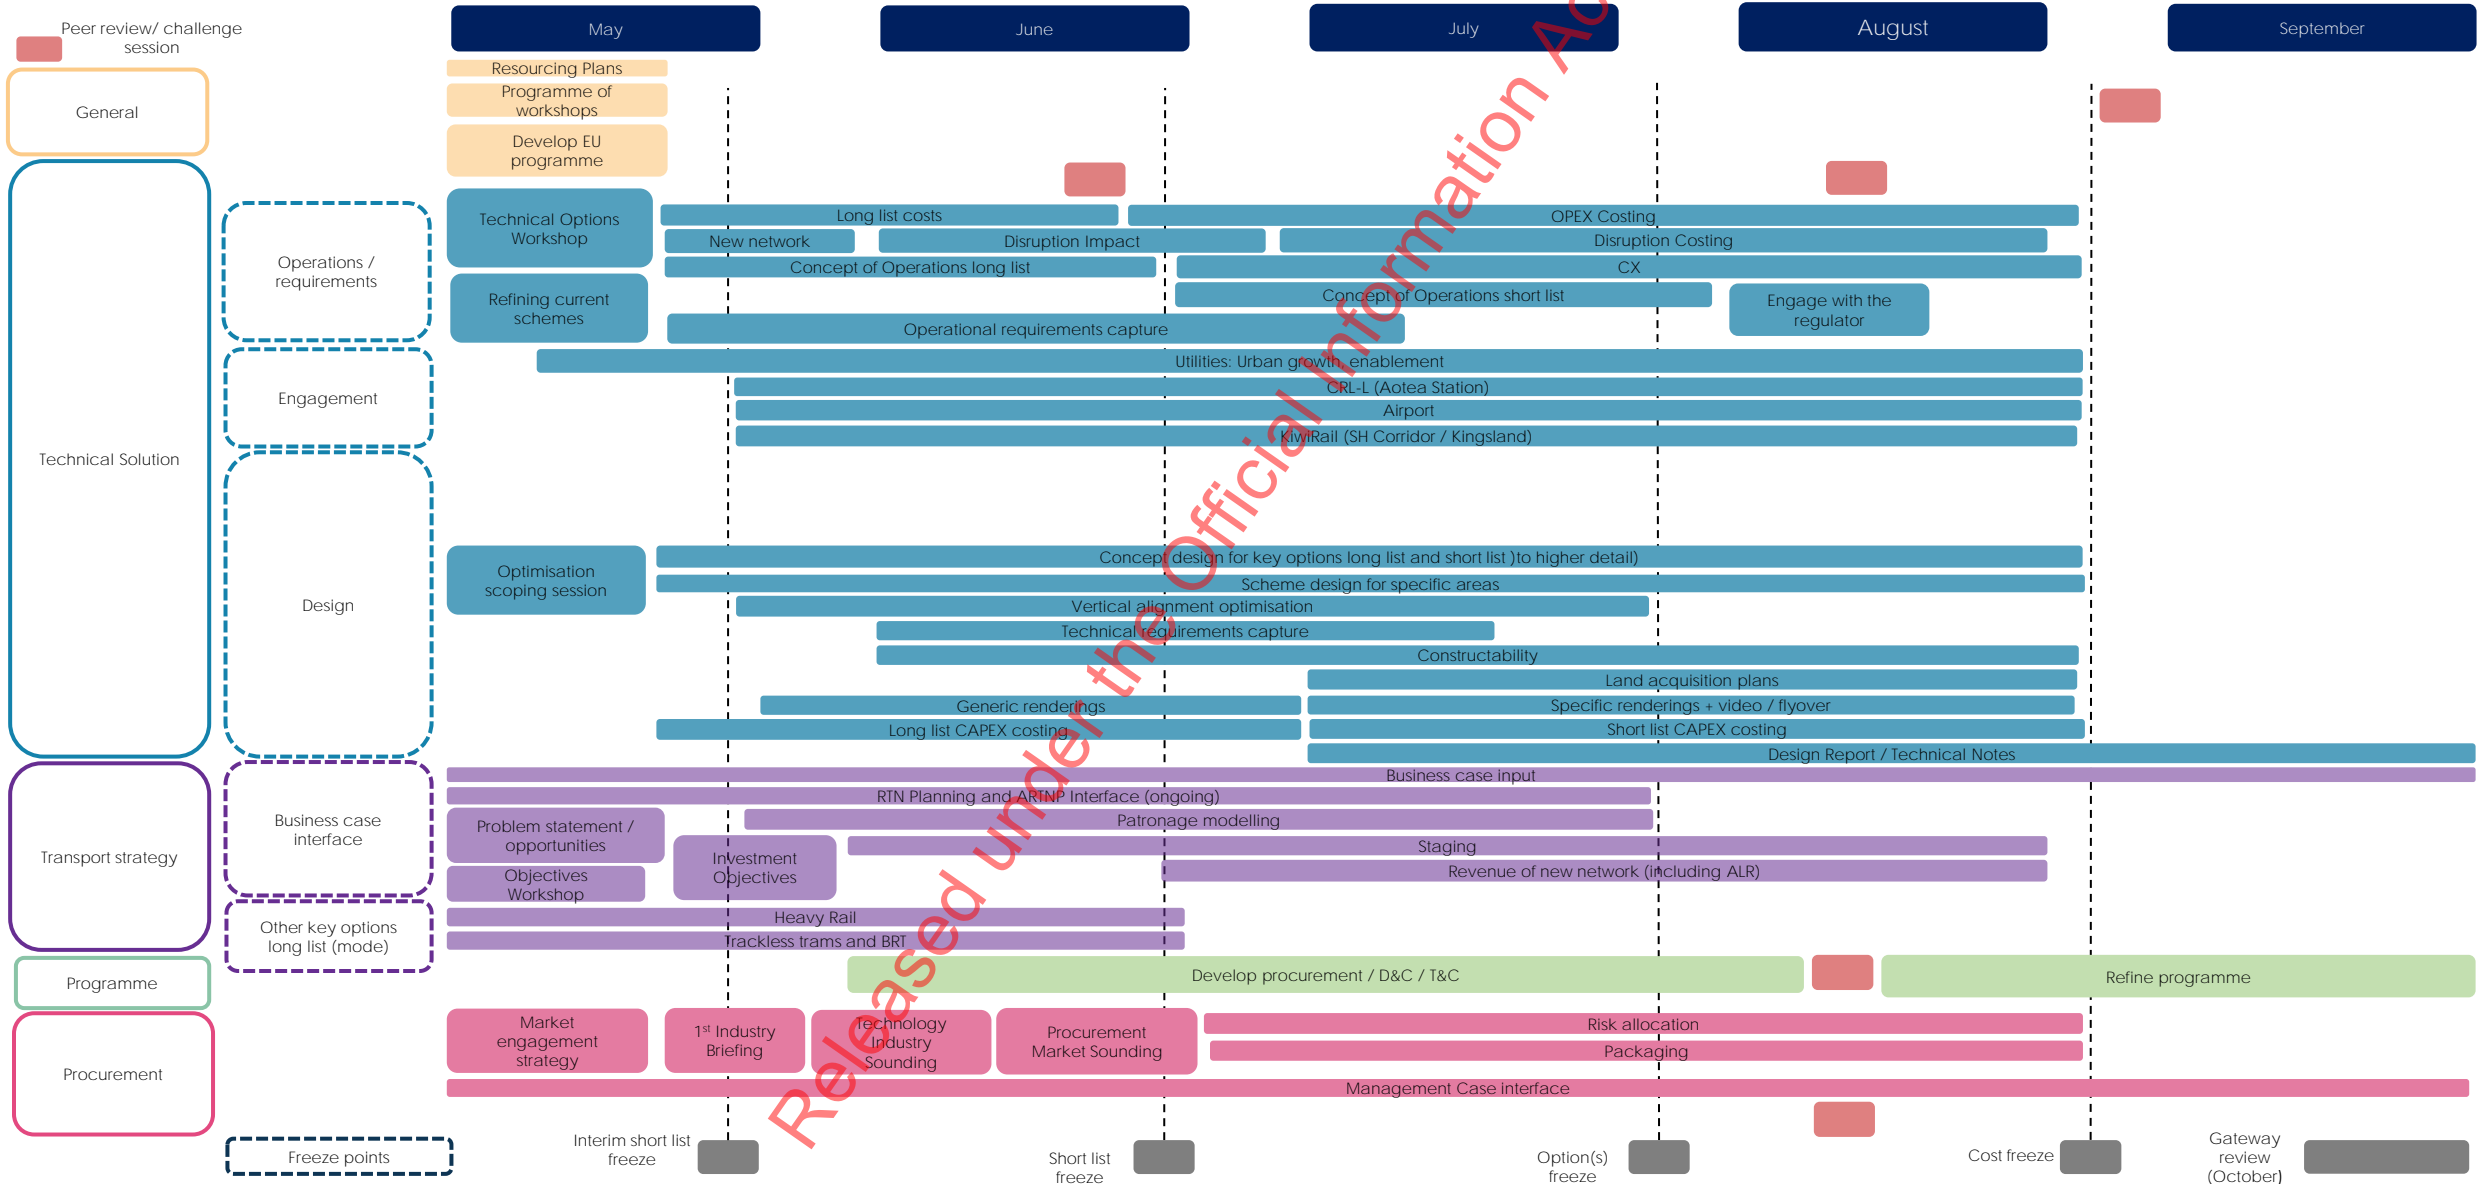 Peer review/ challenge
session
May
June
July
August
September
General
Resourcing Plans
Programme of
workshops
Develop EU
programme
Technical Solution
Operations /
requirements
Technical Options
Workshop
Refining current
schemes
Long list costs
OPEX Costing
New network
Disruption Impact
Disruption Costing
Concept of Operations long list
CX
Concept of Operations short list
Engage with the
regulator
Operational requirements capture
Engagement
Utilities: Urban growth, enablement
CRL-L (Aotea Station)
Airport
KiwiRail (SH Corridor / Kingsland)
Design
Optimisation
scoping session
Concept design for key options long list and short list )to higher detail)
Scheme design for specific areas
Vertical alignment optimisation
Technical requirements capture
Constructability
Land acquisition plans
Generic renderings
Specific renderings + video / flyover
Long list CAPEX costing
Short list CAPEX costing
Design Report / Technical Notes
Transport strategy
Business case
interface
Business case input
RTN Planning and ARTNP Interface (ongoing)
Problem statement /
opportunities
Patronage modelling
Investment
Objectives
Staging
Objectives
Workshop
Revenue of new network (including ALR)
Other key options
long list (mode)
Heavy Rail
Trackless trams and BRT
Programme
Develop procurement / D&C / T&C
Refine programme
Procurement
Market
engagement
strategy
1st Industry
Briefing
Technology
Industry
Sounding
Procurement
Market Sounding
Risk allocation
Packaging
Management Case interface
Freeze points
Interim short list
freeze
Short list
freeze
Option(s)
freeze
Cost freeze
Gateway
review
(October)
Released under the Official Information